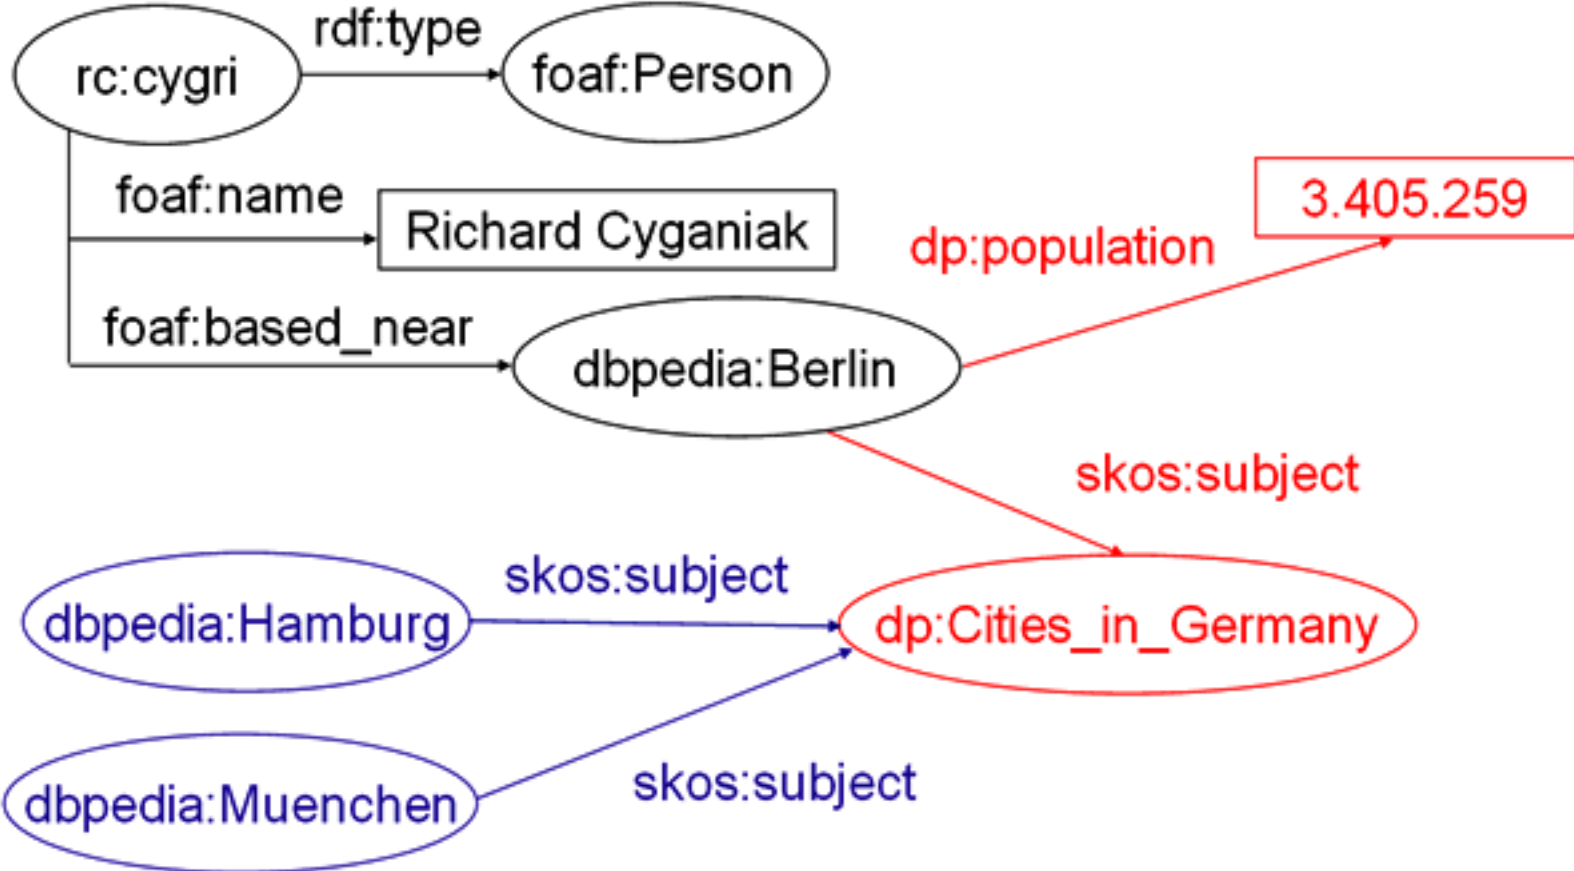 rdf:type
rc:cygri
foaf:Person
foaf:name
Richard Cyganiak
3.405.259
dp:population
foaf:based_near
dbpedia:Berlin
skos:subject
skos:subject
dbpedia:Hamburg
dp:Cities_in_Germany
skos:subject
dbpedia:Muenchen